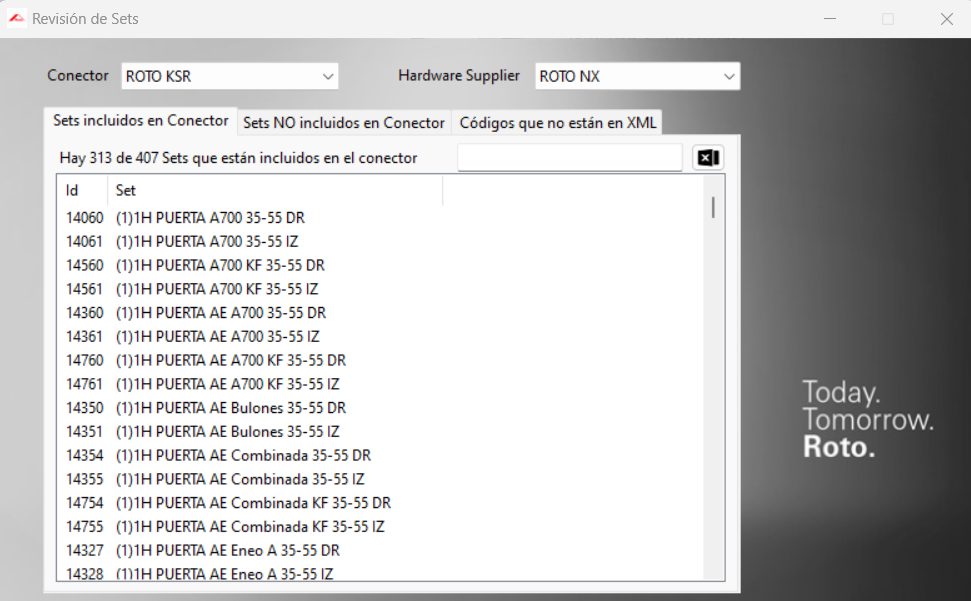 Revisión de Sets
Conector ROTO KSR Hardware Supplier ROTO NX
Sets incluidos en Conector Sets NO incluidos en Conector Códigos que no están en XML
Hay 313 de 407 Sets que están incluidos en el conector
Id Set
14060 (1)1H PUERTA A700 35-55 DR
14061 (1)1H PUERTA A700 35-55 IZ
14560 (1)1H PUERTA A700 KF 35-55 DR
14561 (1)1H PUERTA A700 KF 35-55 IZ
14360 (1)1H PUERTA AE A700 35-55 DR
14361 (1)1H PUERTA AE A700 35-55 IZ
14760 (1)1H PUERTA AE A700 KF 35-55 DR
14761 (1)1H PUERTA AE A700 KF 35-55 IZ
14350 (1)1H PUERTA AE Bulones 35-55 DR
14351 (1)1H PUERTA AE Bulones 35-55 IZ
14354 (1)1H PUERTA AE Combinada 35-55 DR
14355 (1)1H PUERTA AE Combinada 35-55 IZ
14754 (1)1H PUERTA AE Combinada KF 35-55 DR
14755 (1)1H PUERTA AE Combinada KF 35-55 IZ
14327 (1)1H PUERTA AE Eneo A 35-55 DR
14328 (1)1H PUERTA AE Eneo A 35-55 IZ
Today.
Tomorrow.
Roto.